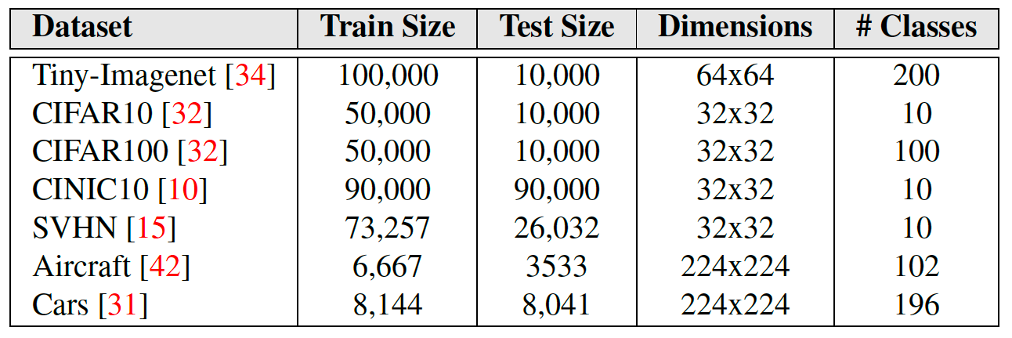 Dataset Train Size Test Size Dimensions # Classes
Tiny-Imagenet [34] 100,000 10,000 64x64 200
CIFAR10 [32] 50,000 10,000 32x32 10
CIFAR100 [32] 50,000 10,000 32x32 100
CINIC10 [10] 90,000 90,000 32x32 10
SVHN [15] 73,257 26,032 32x32 10
Aircraft [42] 6,667 3533 224x224 102
Cars [31] 8,144 8,041 224x224 196